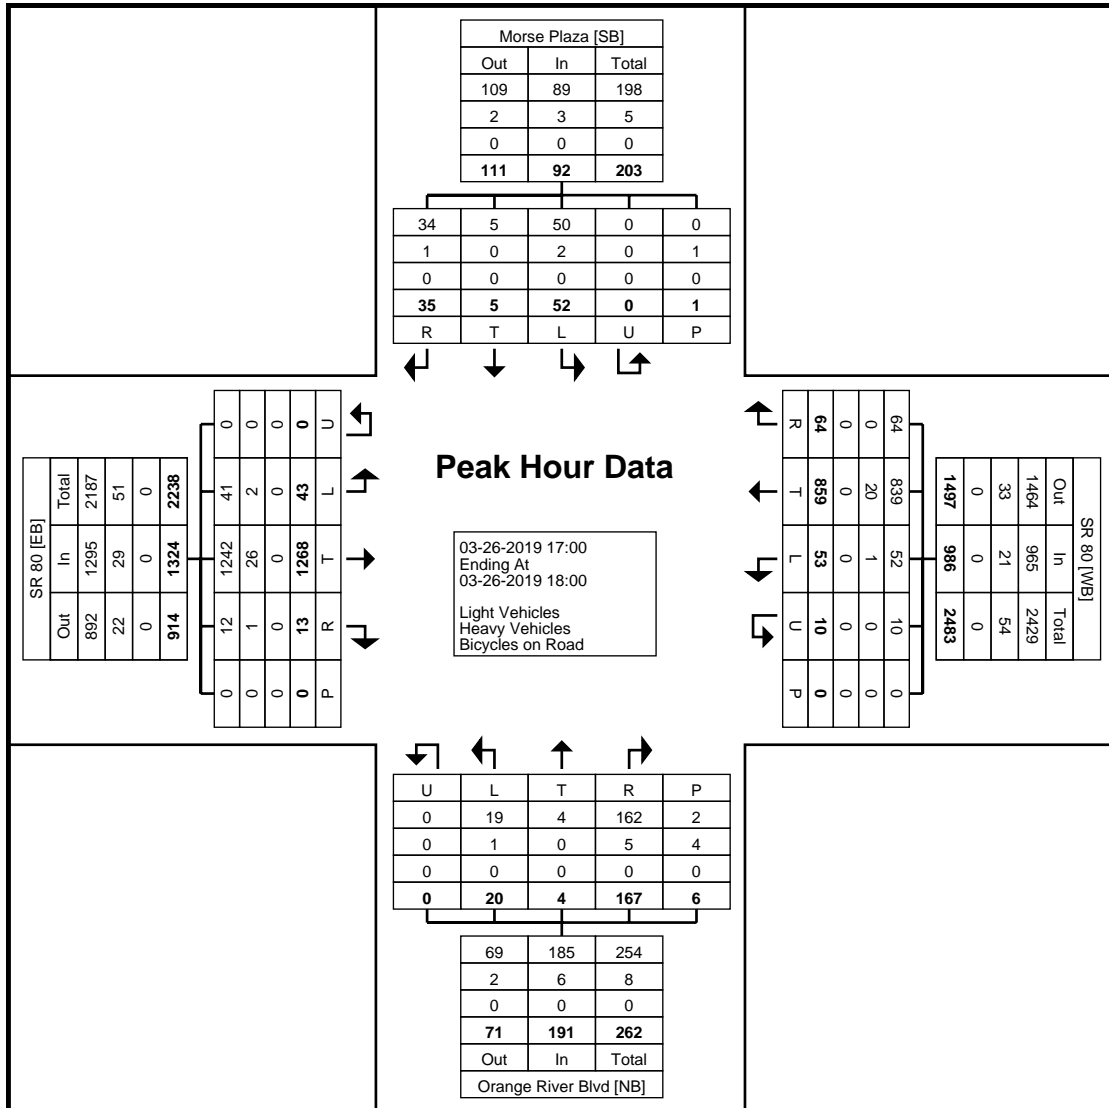 Morse Plaza [SB]
Out In Total
109 89 198
2 3 5
0 0 0
111 92 203
34 5 50 0 0
1 0 2 0 1
0 0 0 0 0
35 5 52 0 1
R T L U P
SR 80 [EB]
Total In Out
2187 1295 892
51 29 22
0 0 0
2238 1324 914
0 41 1242 12 0
0 2 26 1 0
0 0 0 0 0
0 43 1268 13 0
U L T R P
Peak Hour Data
03-26-2019 17:00
Ending At
03-26-2019 18:00
Light Vehicles
Heavy Vehicles
Bicycles on Road
R T L U P
64 859 53 10 0
0 0 0 0 0
0 20 1 0 0
64 839 52 10 0
1497 986 2483
0 0 0
33 21 54
1464 965 2429
Out In Total
SR 80 [WB]
U L T R P
0 19 4 162 2
0 1 0 5 4
0 0 0 0 0
0 20 4 167 6
69 185 254
2 6 8
0 0 0
71 191 262
Out In Total
Orange River Blvd [NB]